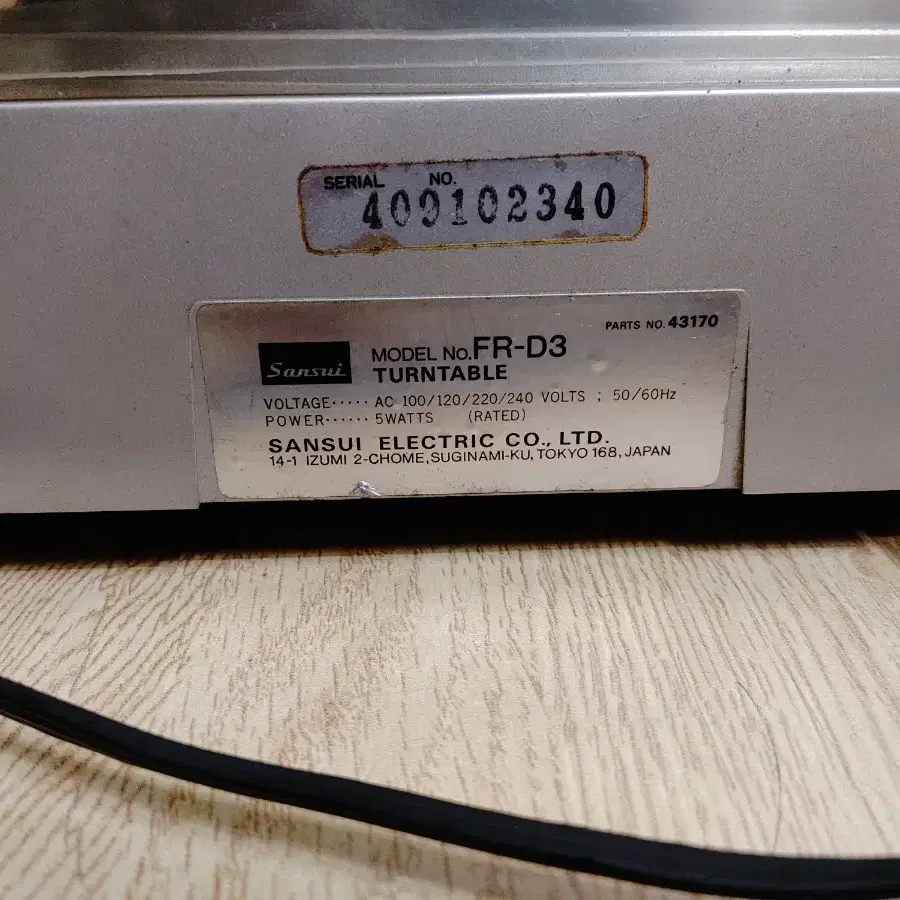 SERIAL NO.
409102340
PARTS NO. 43170
Sansui MODEL No. FR-D3
TURNTABLE
VOLTAGE····· AC 100/120/220/240 VOLTS ; 50/60Hz
POWER······ 5WATTS (RATED)
SANSUI ELECTRIC CO., LTD.
14-1 IZUMI 2-CHOME, SUGINAMI-KU, TOKYO 168, JAPAN